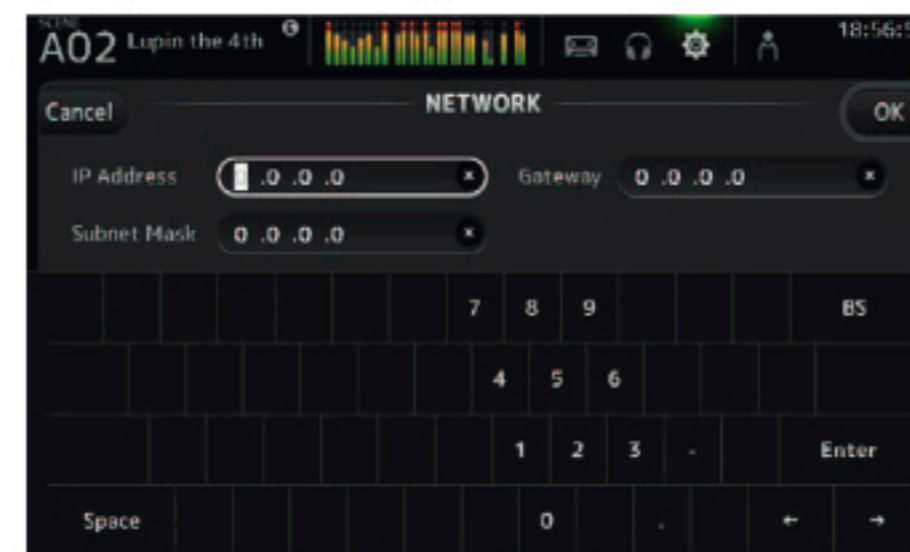 SCENE
A02 Lupin the 4th
18:56:5
Cancel
NETWORK
OK
IP Address 0 .0 .0 .0 ×
Gateway 0 .0 .0 .0 ×
Subnet Mask 0 .0 .0 .0 ×
7 8 9 BS
4 5 6
1 2 3 - Enter
Space 0 . ← →